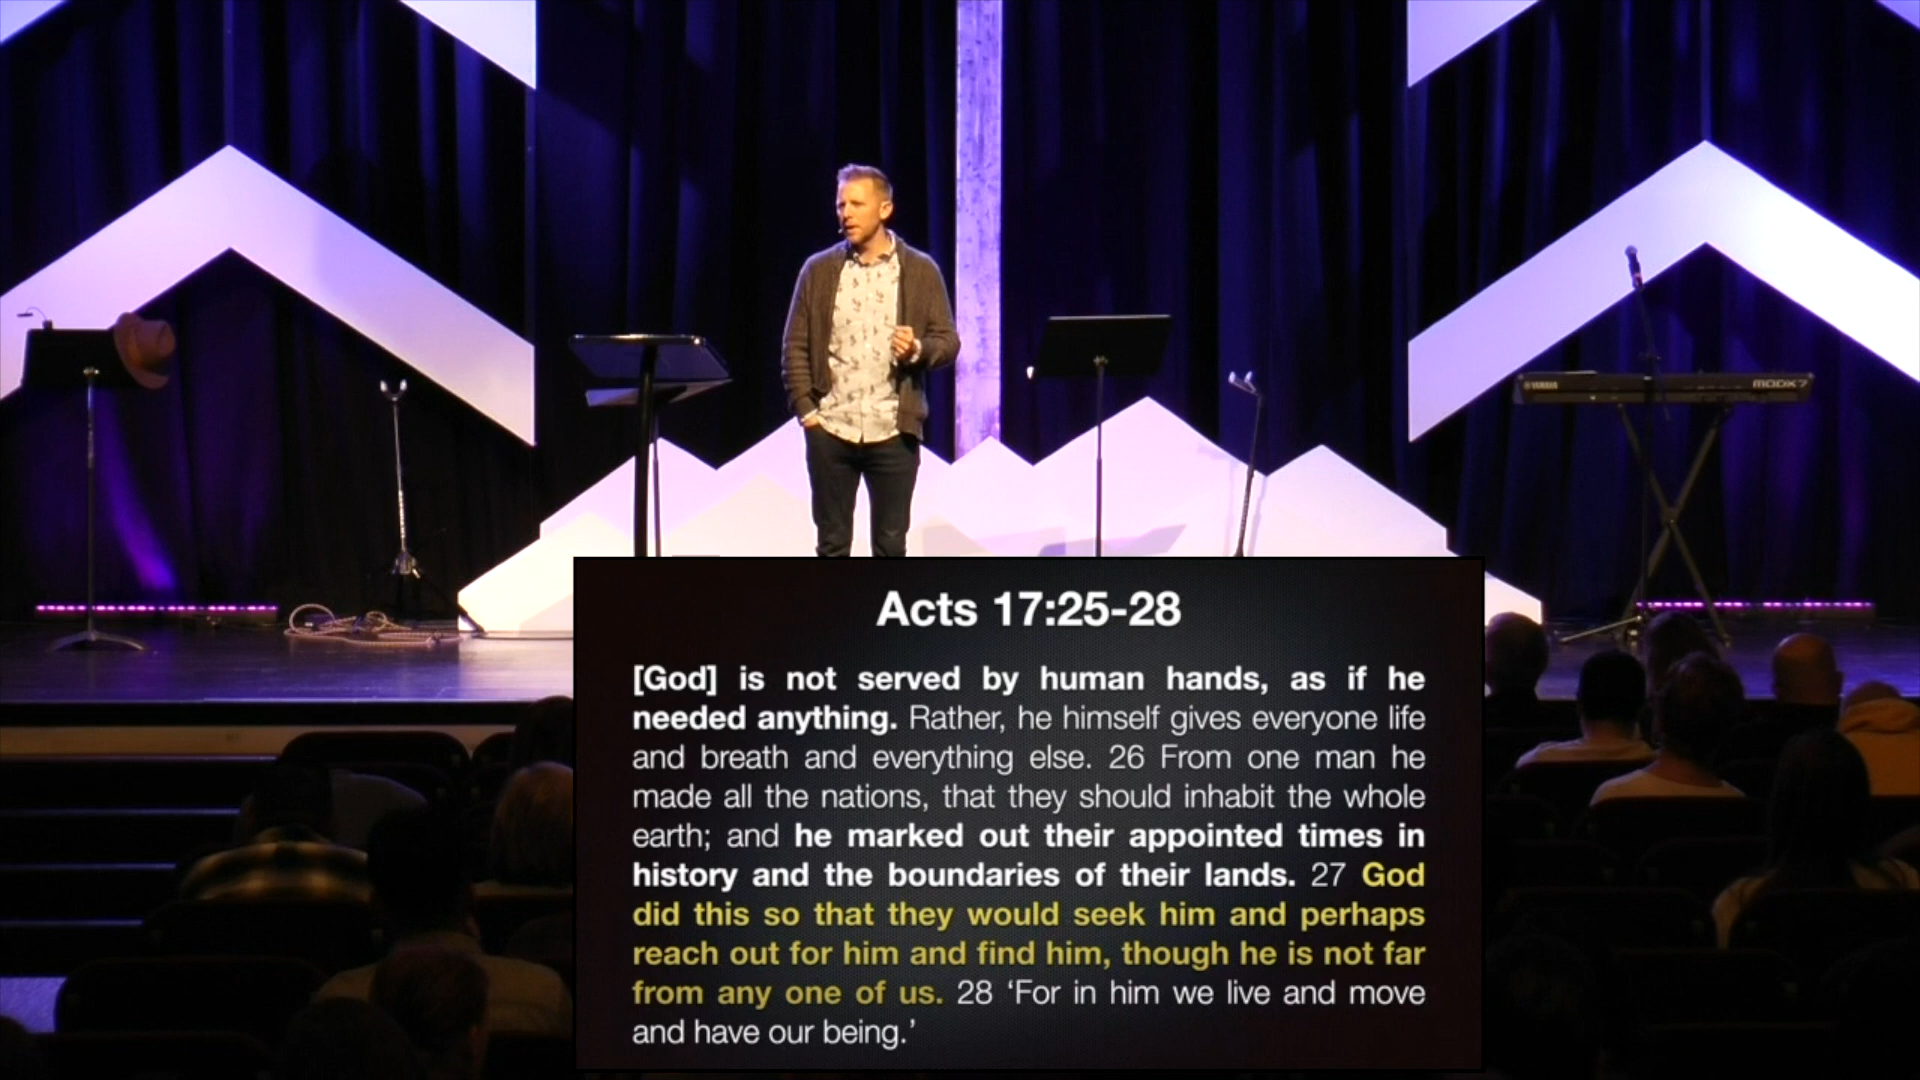 YAMAHA
MODX7
Acts 17:25-28
[God] is not served by human hands, as if he
needed anything. Rather, he himself gives everyone life
and breath and everything else. 26 From one man he
made all the nations, that they should inhabit the whole
earth; and he marked out their appointed times in
history and the boundaries of their lands. 27 God
did this so that they would seek him and perhaps
reach out for him and find him, though he is not far
from any one of us. 28 ‘For in him we live and move
and have our being.’